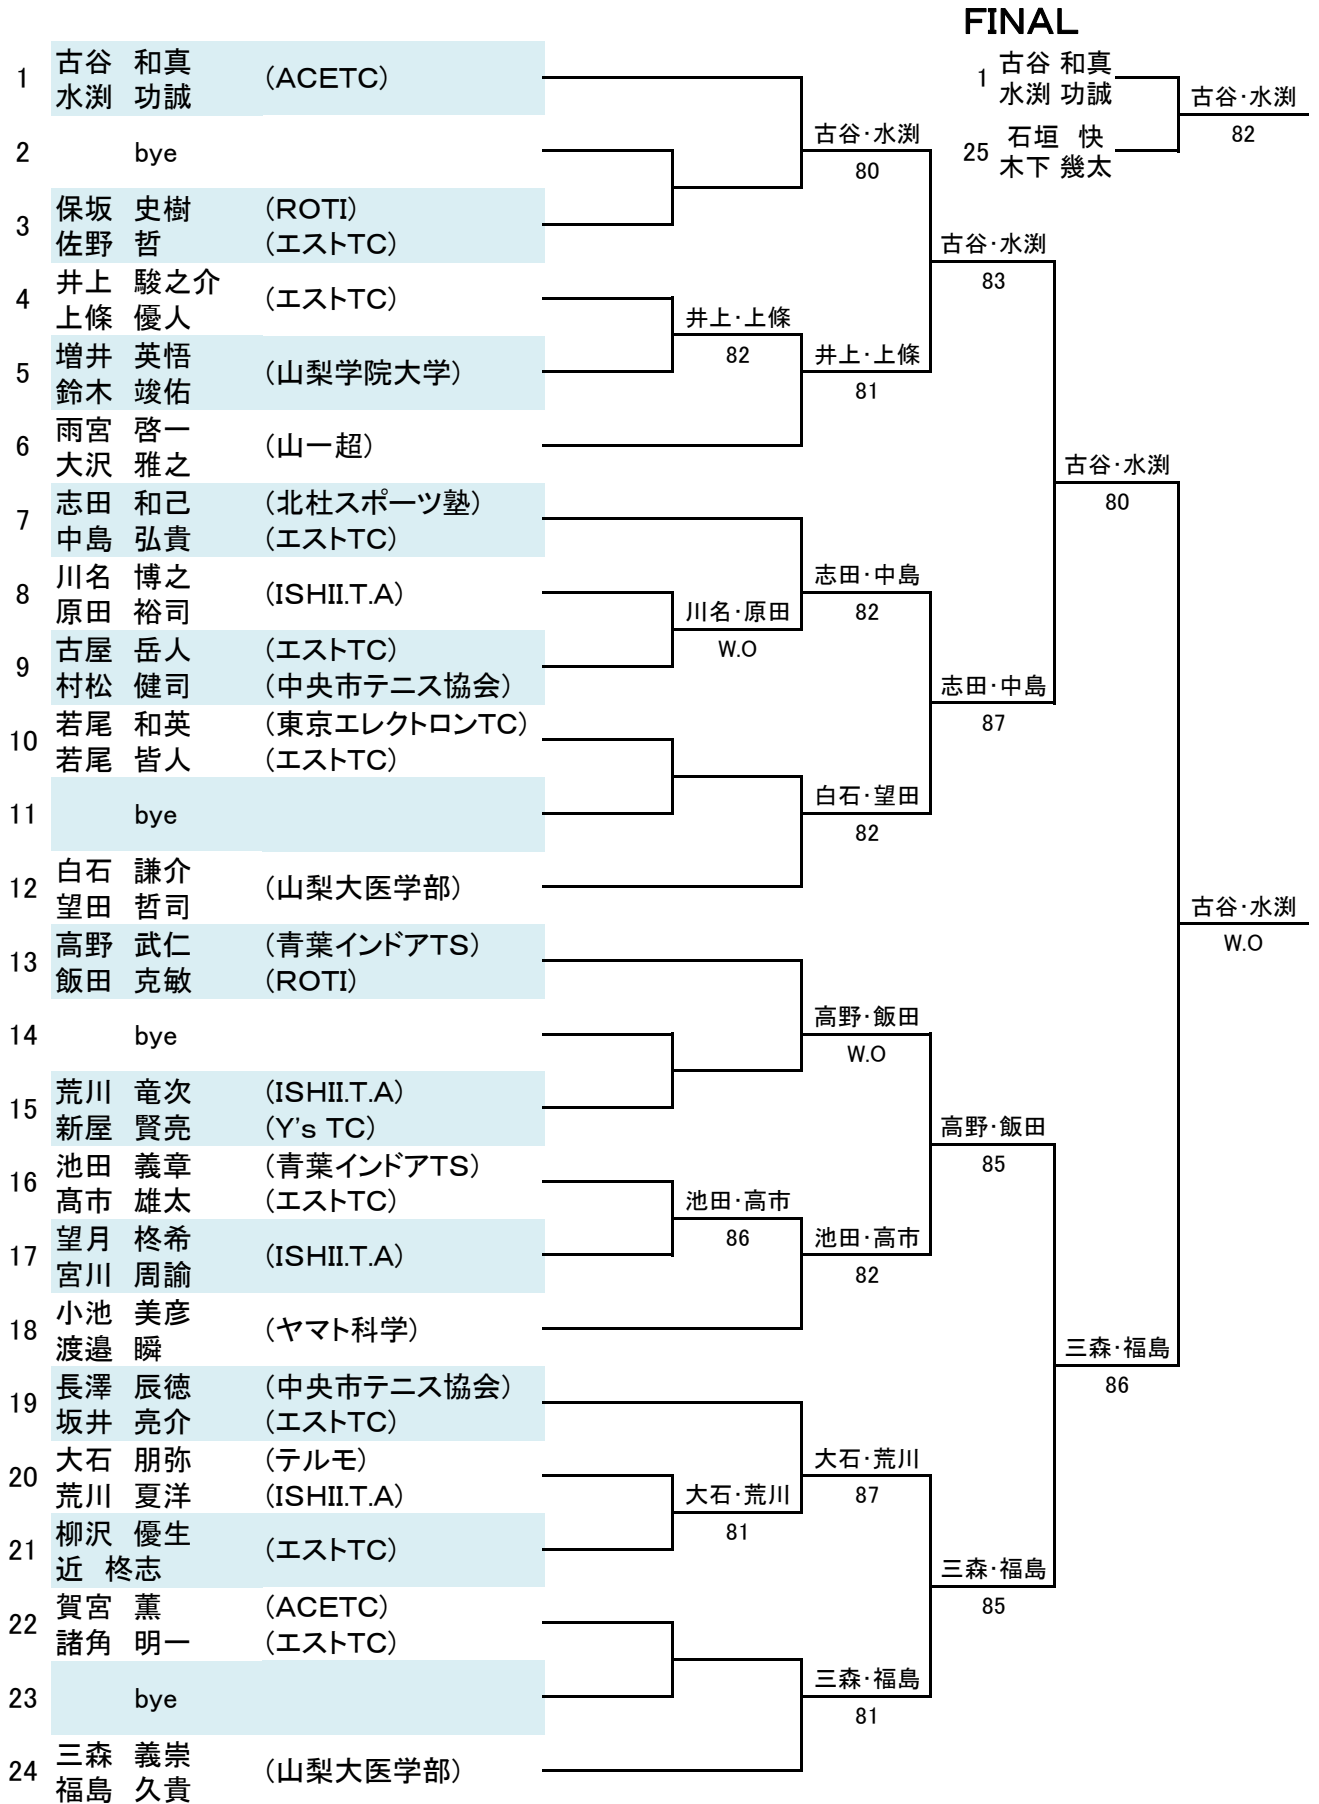 FINAL
1
古谷 和真
水渕 功誠
古谷・水渕
82
25
石垣 快
木下 幾太
1
古谷 和真
水渕 功誠
(ACETC)
2
bye
古谷・水渕
80
3
保坂 史樹 (ROTI)
佐野 哲 (エストTC)
古谷・水渕
83
4
井上 駿之介
上條 優人
(エストTC)
井上・上條
82
5
増井 英悟
鈴木 竣佑
(山梨学院大学)
井上・上條
81
6
雨宮 啓一
大沢 雅之
(山一超)
古谷・水渕
80
7
志田 和己 (北杜スポーツ塾)
中島 弘貴 (エストTC)
8
川名 博之
原田 裕司
(ISHII.T.A)
志田・中島
82
川名・原田
W.O
9
古屋 岳人 (エストTC)
村松 健司 (中央市テニス協会)
志田・中島
87
10
若尾 和英 (東京エレクトロンTC)
若尾 皆人 (エストTC)
11
bye
白石・望田
82
12
白石 謙介
望田 哲司
(山梨大医学部)
古谷・水渕
W.O
13
高野 武仁 (青葉インドアTS)
飯田 克敏 (ROTI)
14
bye
高野・飯田
W.O
15
荒川 竜次 (ISHII.T.A)
新屋 賢亮 (Y's TC)
高野・飯田
85
16
池田 義章 (青葉インドアTS)
髙市 雄太 (エストTC)
池田・高市
86
17
望月 柊希
宮川 周諭
(ISHII.T.A)
池田・高市
82
18
小池 美彦
渡邉 瞬
(ヤマト科学)
三森・福島
86
19
長澤 辰徳 (中央市テニス協会)
坂井 亮介 (エストTC)
20
大石 朋弥 (テルモ)
荒川 夏洋 (ISHII.T.A)
大石・荒川
87
大石・荒川
81
21
柳沢 優生
近 柊志
(エストTC)
三森・福島
85
22
賀宮 薫 (ACETC)
諸角 明一 (エストTC)
23
bye
三森・福島
81
24
三森 義崇
福島 久貴
(山梨大医学部)